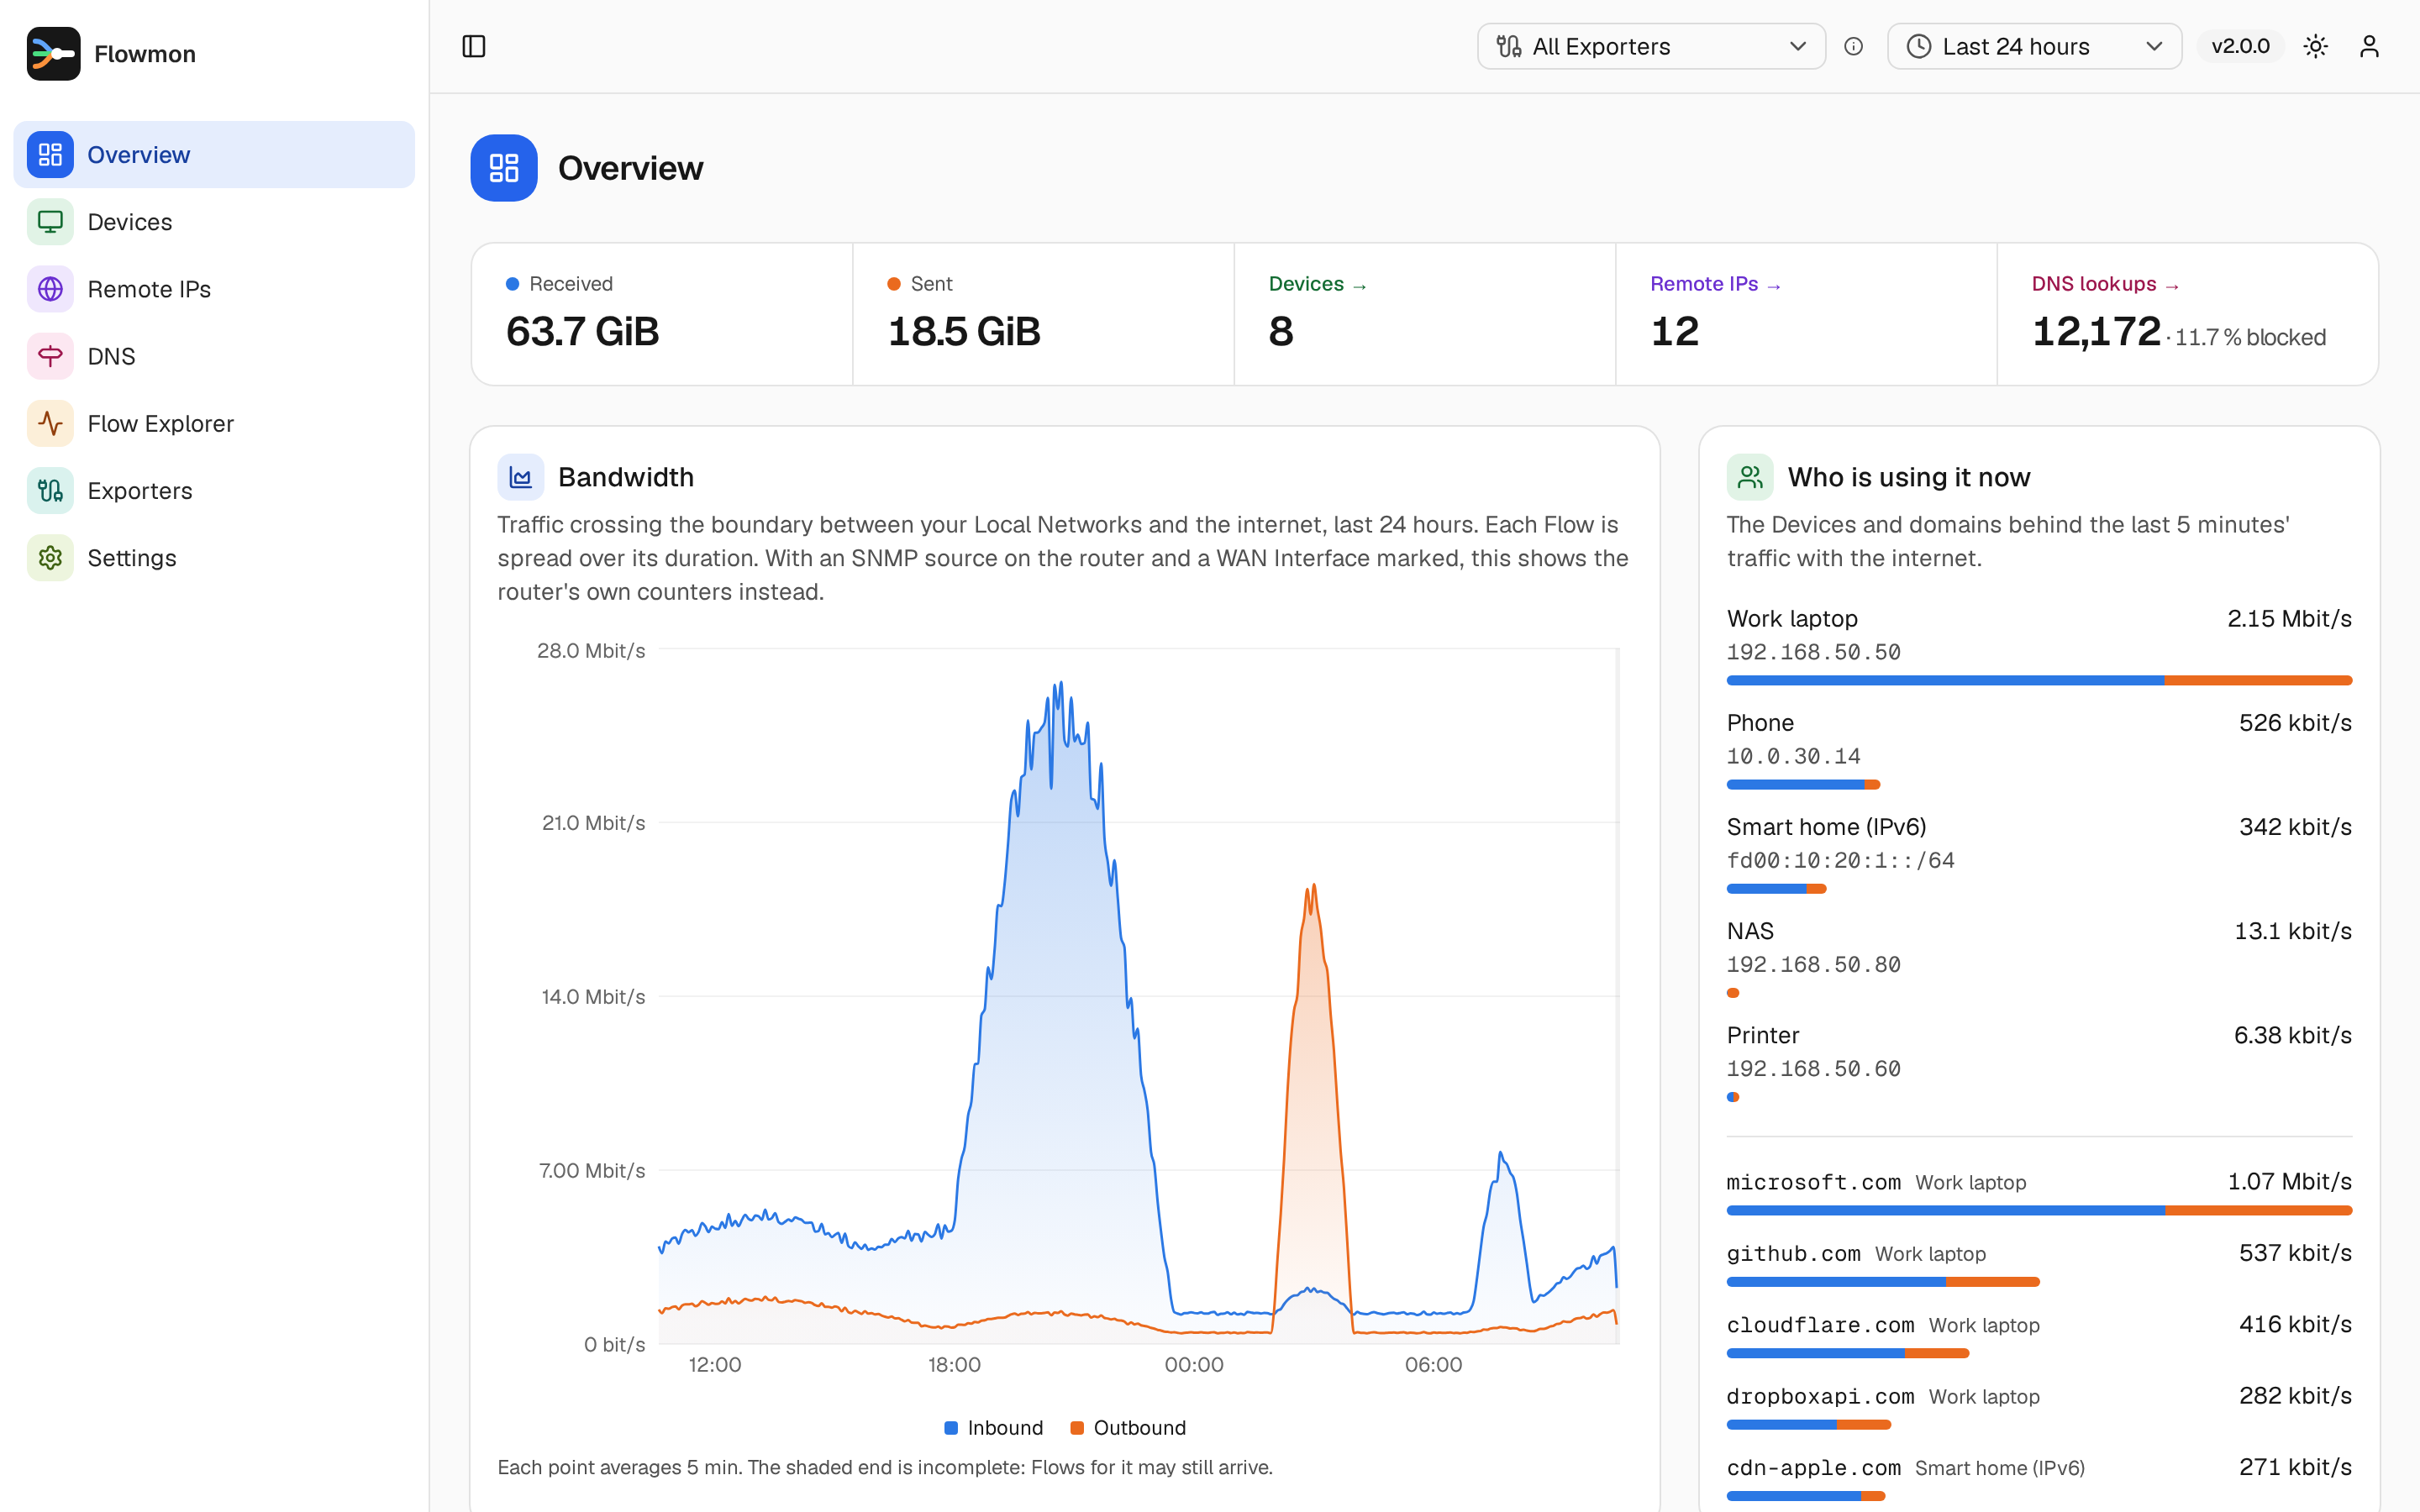 Flowmon
Overview
Devices
Remote IPs
DNS
Flow Explorer
Exporters
Settings
All Exporters
Last 24 hours
v2.0.0
Overview
Received
63.7 GiB
Sent
18.5 GiB
Devices →
8
Remote IPs →
12
DNS lookups →
12,172 · 11.7 % blocked
Bandwidth
Traffic crossing the boundary between your Local Networks and the internet, last 24 hours. Each Flow is
spread over its duration. With an SNMP source on the router and a WAN Interface marked, this shows the
router's own counters instead.
28.0 Mbit/s
21.0 Mbit/s
14.0 Mbit/s
7.00 Mbit/s
0 bit/s
12:00
18:00
00:00
06:00
Inbound
Outbound
Each point averages 5 min. The shaded end is incomplete: Flows for it may still arrive.
Who is using it now
The Devices and domains behind the last 5 minutes'
traffic with the internet.
Work laptop 2.15 Mbit/s
192.168.50.50
Phone 526 kbit/s
10.0.30.14
Smart home (IPv6) 342 kbit/s
fd00:10:20:1::/64
NAS 13.1 kbit/s
192.168.50.80
Printer 6.38 kbit/s
192.168.50.60
microsoft.com Work laptop 1.07 Mbit/s
github.com Work laptop 537 kbit/s
cloudflare.com Work laptop 416 kbit/s
dropboxapi.com Work laptop 282 kbit/s
cdn-apple.com Smart home (IPv6) 271 kbit/s